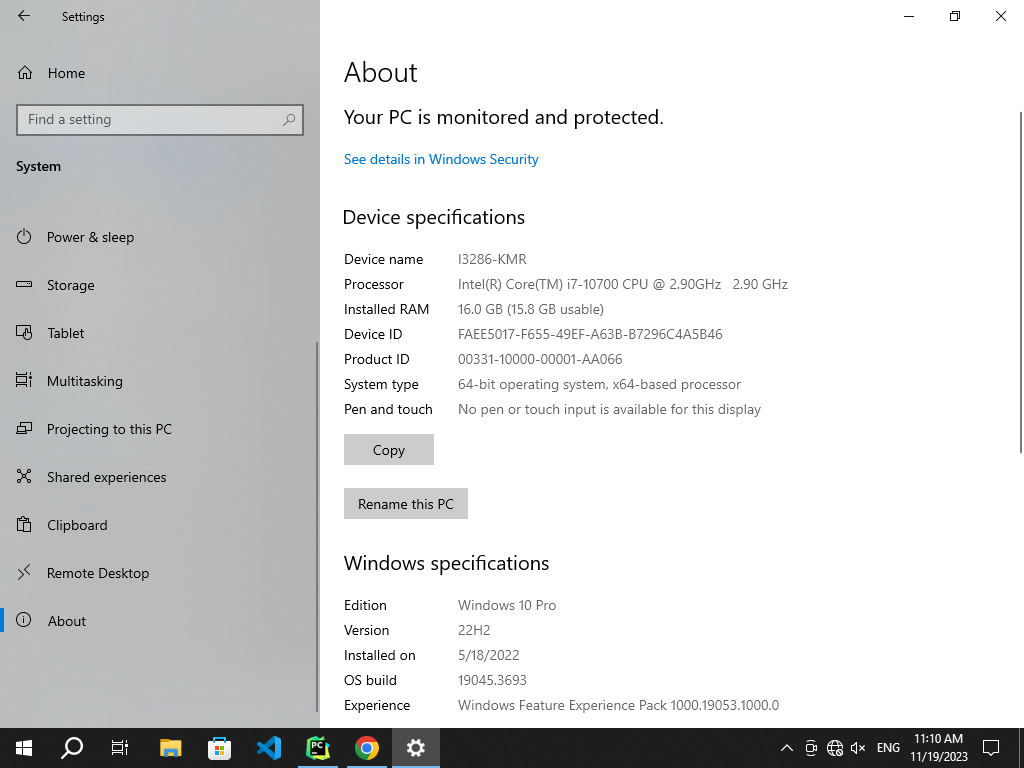 Settings
Home
Find a setting
System
Power & sleep
Storage
Tablet
Multitasking
Projecting to this PC
Shared experiences
Clipboard
Remote Desktop
About
About
Your PC is monitored and protected.
See details in Windows Security
Device specifications
Device name I3286-KMR
Processor Intel(R) Core(TM) i7-10700 CPU @ 2.90GHz 2.90 GHz
Installed RAM 16.0 GB (15.8 GB usable)
Device ID FAEE5017-F655-49EF-A63B-B7296C4A5B46
Product ID 00331-10000-00001-AA066
System type 64-bit operating system, x64-based processor
Pen and touch No pen or touch input is available for this display
Copy
Rename this PC
Windows specifications
Edition Windows 10 Pro
Version 22H2
Installed on 5/18/2022
OS build 19045.3693
Experience Windows Feature Experience Pack 1000.19053.1000.0
PC
ENG
11:10 AM
11/19/2023